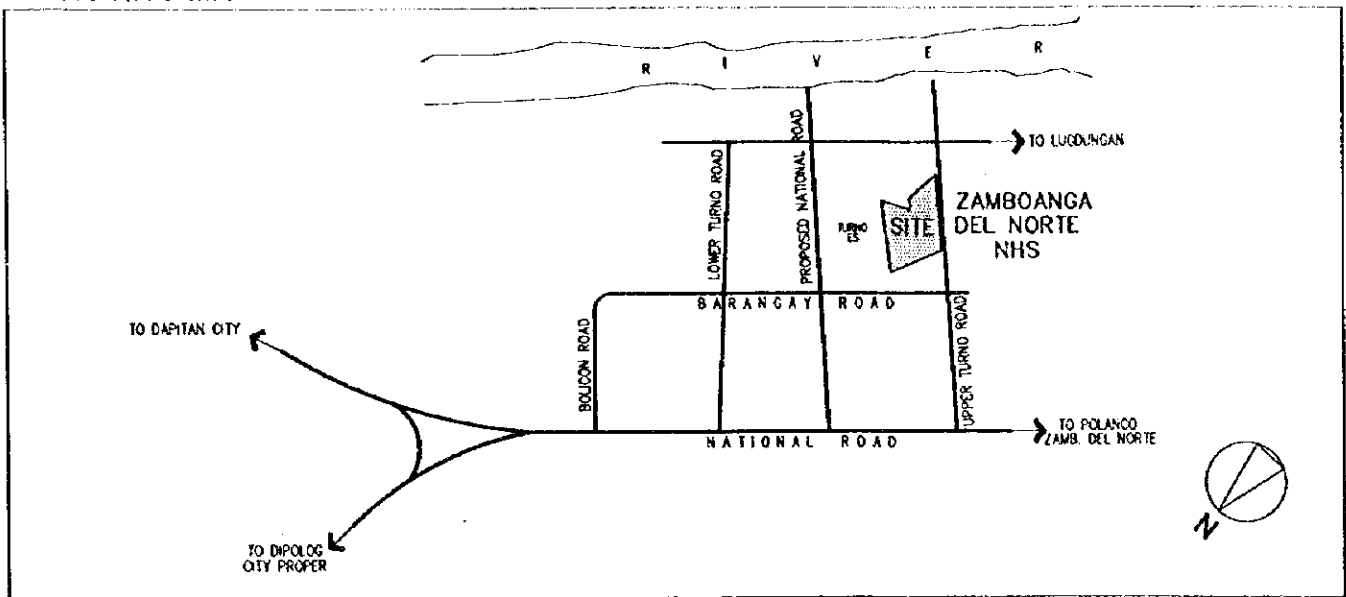 R I V E R
TO LUGDUNGAN
LOWER TURNO ROAD
PROPOSED NATIONAL ROAD
TURNO
ES
SITE
ZAMBOANGA
DEL NORTE
NHS
BARANGAY ROAD
TO DAPITAN CITY
BOLICON ROAD
UPPER TURNO ROAD
NATIONAL ROAD
TO POLANCO
ZAMB. DEL NORTE
TO DIPOLOG
CITY PROPER
N